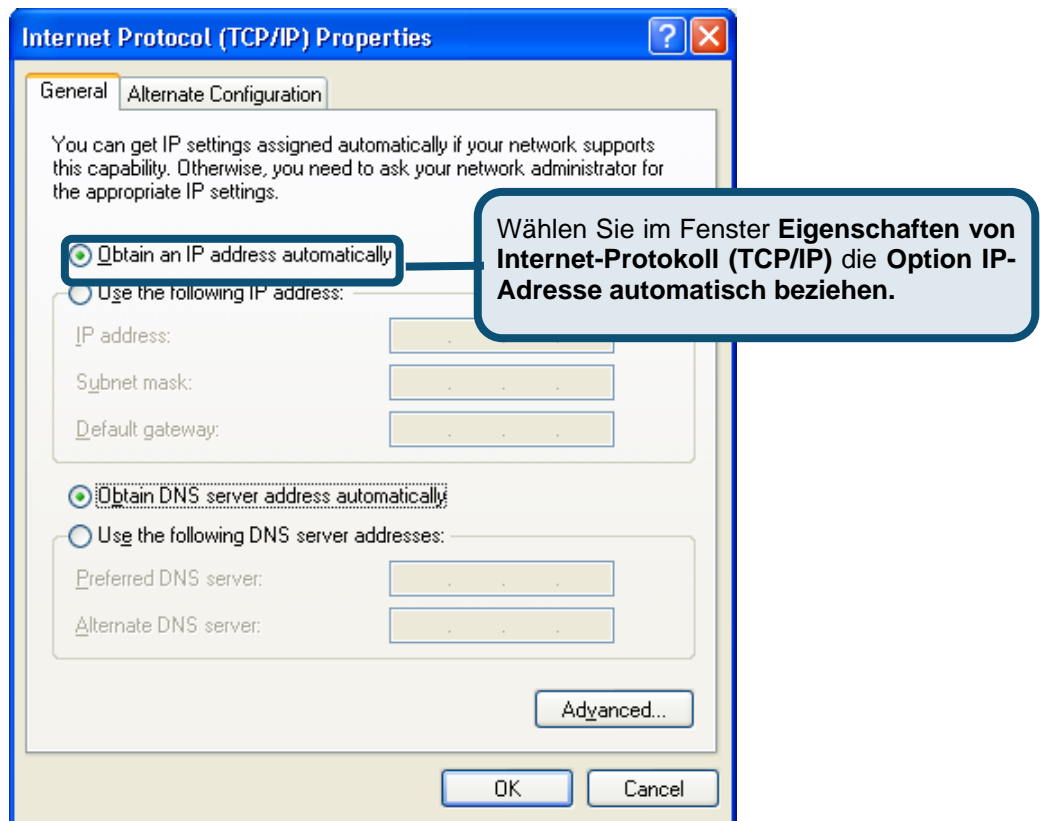 Internet Protocol (TCP/IP) Properties
General
Alternate Configuration
You can get IP settings assigned automatically if your network supports
this capability. Otherwise, you need to ask your network administrator for
the appropriate IP settings.
Obtain an IP address automatically
Wählen Sie im Fenster Eigenschaften von
Internet-Protokoll (TCP/IP) die Option IP-
Adresse automatisch beziehen.
Use the following IP address:
IP address:
Subnet mask:
Default gateway:
Obtain DNS server address automatically
Use the following DNS server addresses:
Preferred DNS server:
Alternate DNS server:
Advanced...
OK
Cancel